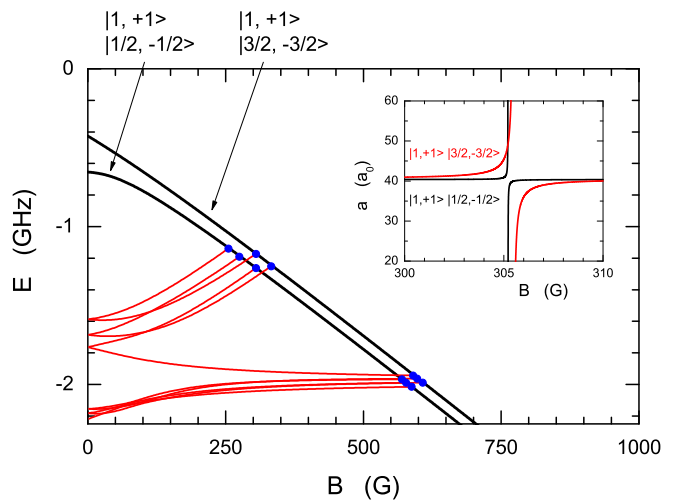 |1, +1> |1, +1>
|1/2, -1/2> |3/2, -3/2>
0
-1
-2
E (GHz)
0 250 500 750 1000
B (G)
60
50
40
30
20
a (a0)
|1,+1> |3/2,-3/2>
|1,+1> |1/2,-1/2>
300 305 310
B (G)